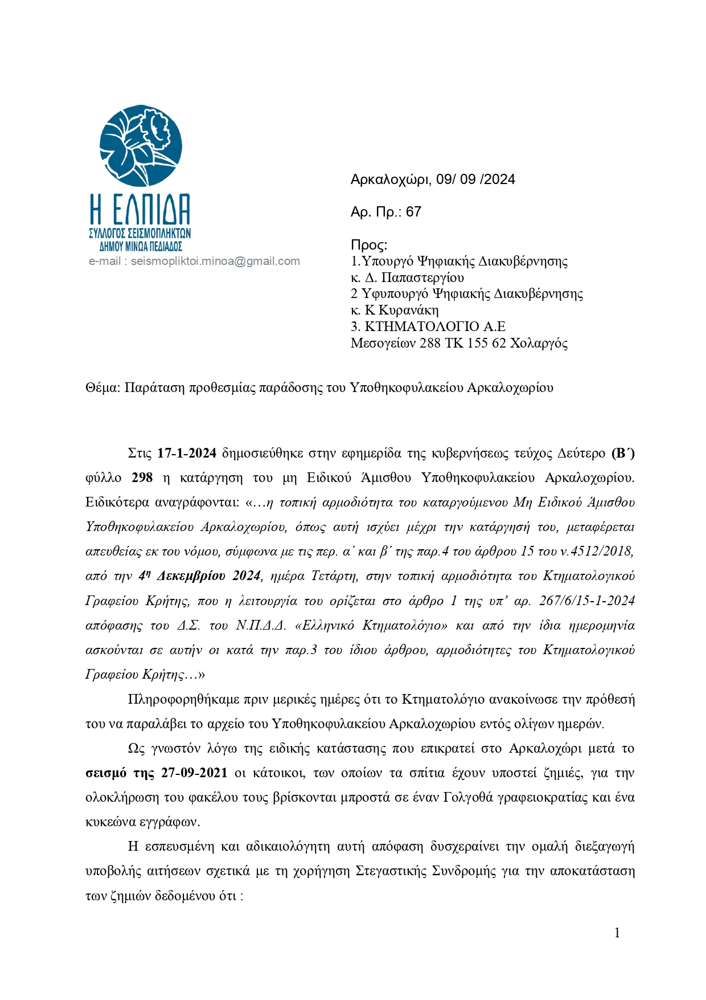 Η ΕΛΠΙΔΑ
ΣΥΛΛΟΓΟΣ ΣΕΙΣΜΟΠΛΗΚΤΩΝ
ΔΗΜΟΥ ΜΙΝΩΑ ΠΕΔΙΑΔΟΣ
e-mail : seismopliktoi.minoa@gmail.com
Αρκαλοχώρι, 09/ 09 /2024
Αρ. Πρ.: 67
Προς:
1.Υπουργό Ψηφιακής Διακυβέρνησης
κ. Δ. Παπαστεργίου
2 Υφυπουργό Ψηφιακής Διακυβέρνησης
κ. Κ Κυρανάκη
3. ΚΤΗΜΑΤΟΛΟΓΙΟ Α.Ε
Μεσογείων 288 ΤΚ 155 62 Χολαργός
Θέμα: Παράταση προθεσμίας παράδοσης του Υποθηκοφυλακείου Αρκαλοχωρίου
Στις 17-1-2024 δημοσιεύθηκε στην εφημερίδα της κυβερνήσεως τεύχος Δεύτερο (Β΄)
φύλλο 298 η κατάργηση του μη Ειδικού Άμισθου Υποθηκοφυλακείου Αρκαλοχωρίου.
Ειδικότερα αναγράφονται: «…η τοπική αρμοδιότητα του καταργούμενου Μη Ειδικού Άμισθου
Υποθηκοφυλακείου Αρκαλοχωρίου, όπως αυτή ισχύει μέχρι την κατάργησή του, μεταφέρεται
απευθείας εκ του νόμου, σύμφωνα με τις περ. α΄ και β΄ της παρ.4 του άρθρου 15 του ν.4512/2018,
από την 4η Δεκεμβρίου 2024, ημέρα Τετάρτη, στην τοπική αρμοδιότητα του Κτηματολογικού
Γραφείου Κρήτης, που η λειτουργία του ορίζεται στο άρθρο 1 της υπ’ αρ. 267/6/15-1-2024
απόφασης του Δ.Σ. του Ν.Π.Δ.Δ. «Ελληνικό Κτηματολόγιο» και από την ίδια ημερομηνία
ασκούνται σε αυτήν οι κατά την παρ.3 του ίδιου άρθρου, αρμοδιότητες του Κτηματολογικού
Γραφείου Κρήτης…»
Πληροφορηθήκαμε πριν μερικές ημέρες ότι το Κτηματολόγιο ανακοίνωσε την πρόθεσή
του να παραλάβει το αρχείο του Υποθηκοφυλακείου Αρκαλοχωρίου εντός ολίγων ημερών.
Ως γνωστόν λόγω της ειδικής κατάστασης που επικρατεί στο Αρκαλοχώρι μετά το
σεισμό της 27-09-2021 οι κάτοικοι, των οποίων τα σπίτια έχουν υποστεί ζημιές, για την
ολοκλήρωση του φακέλου τους βρίσκονται μπροστά σε έναν Γολγοθά γραφειοκρατίας και ένα
κυκεώνα εγγράφων.
Η εσπευσμένη και αδικαιολόγητη αυτή απόφαση δυσχεραίνει την ομαλή διεξαγωγή
υποβολής αιτήσεων σχετικά με τη χορήγηση Στεγαστικής Συνδρομής για την αποκατάσταση
των ζημιών δεδομένου ότι :
1